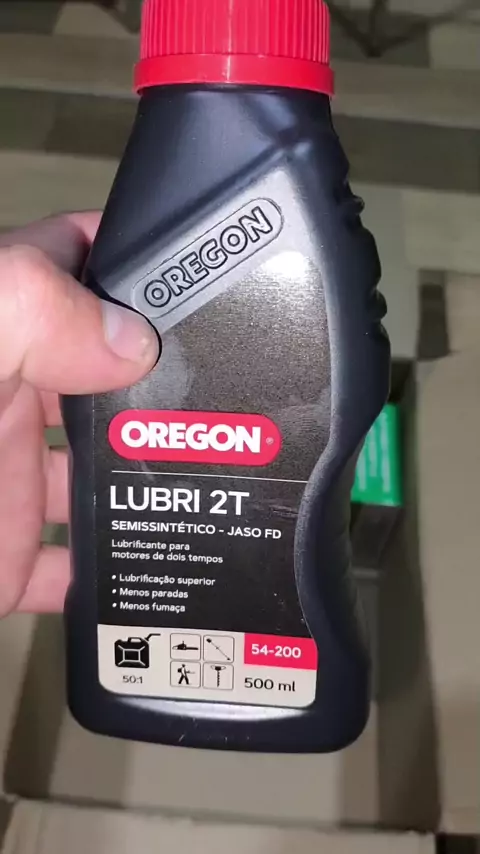 OREGON
OREGON®
LUBRI 2T
SEMISSINTÉTICO - JASO FD
Lubrificante para
motores de dois tempos
• Lubrificação superior
• Menos paradas
• Menos fumaça
54-200
50:1
500 ml